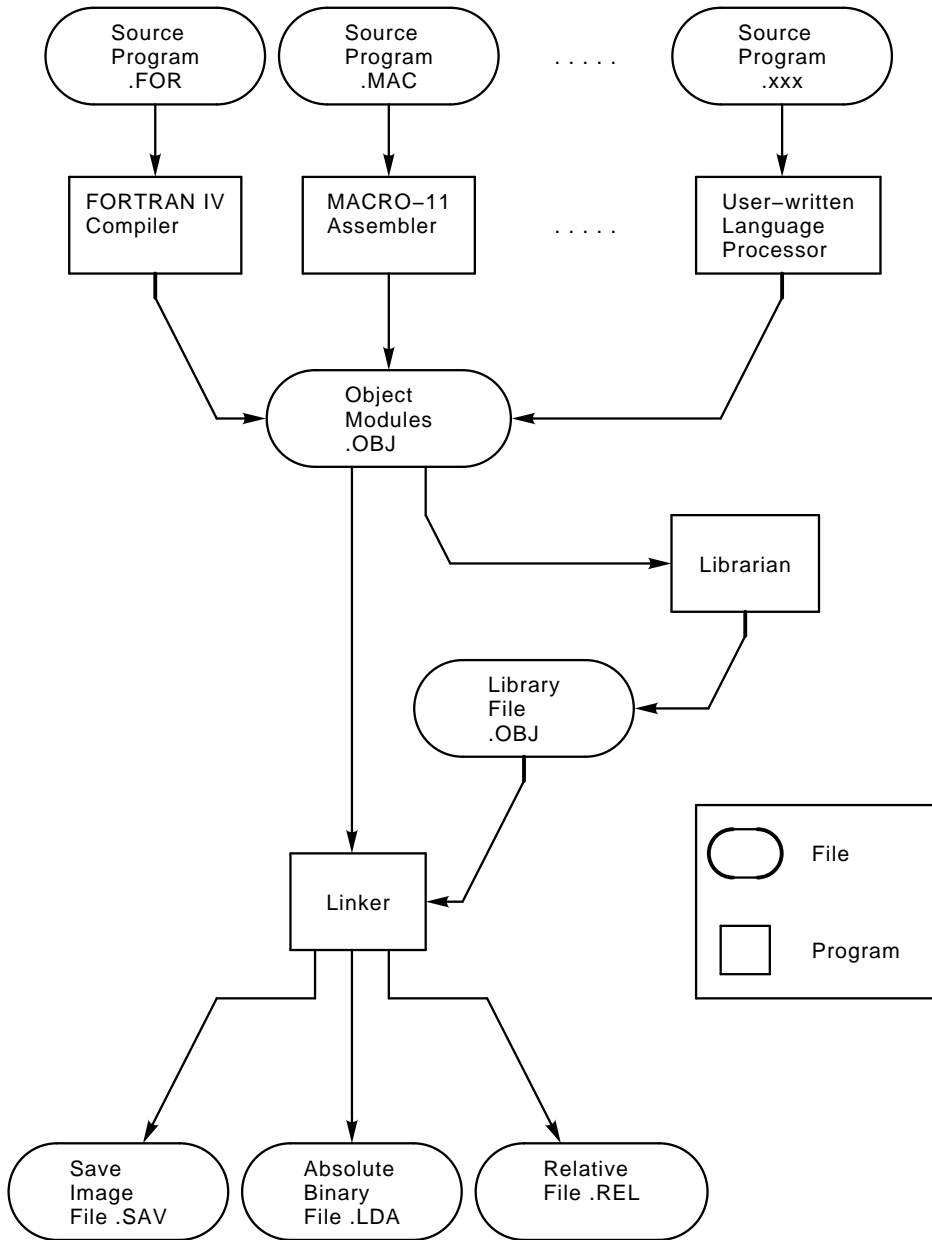 Source
Program
.FOR
Source
Program
.MAC
. . . . .
Source
Program
.xxx
FORTRAN IV
Compiler
MACRO−11
Assembler
. . . . .
User−written
Language
Processor
Object
Modules
.OBJ
Librarian
Library
File
.OBJ
File
Linker
Program
Save
Image
File .SAV
Absolute
Binary
File .LDA
Relative
File .REL